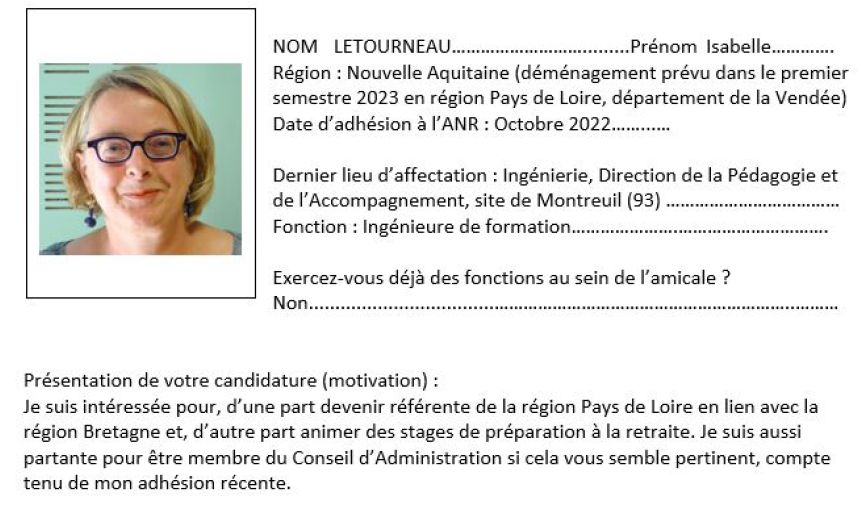 NOM LETOURNEAU……………………….........Prénom Isabelle………….
Région : Nouvelle Aquitaine (déménagement prévu dans le premier
semestre 2023 en région Pays de Loire, département de la Vendée)
Date d’adhésion à l’ANR : Octobre 2022……..….
Dernier lieu d’affectation : Ingénierie, Direction de la Pédagogie et
de l’Accompagnement, site de Montreuil (93) ………………………………
Fonction : Ingénieure de formation…………………..………………………….
Exercez-vous déjà des fonctions au sein de l’amicale ?
Non...................................………………………………………………………..………
Présentation de votre candidature (motivation) :
Je suis intéressée pour, d’une part devenir référente de la région Pays de Loire en lien avec la
région Bretagne et, d’autre part animer des stages de préparation à la retraite. Je suis aussi
partante pour être membre du Conseil d’Administration si cela vous semble pertinent, compte
tenu de mon adhésion récente.